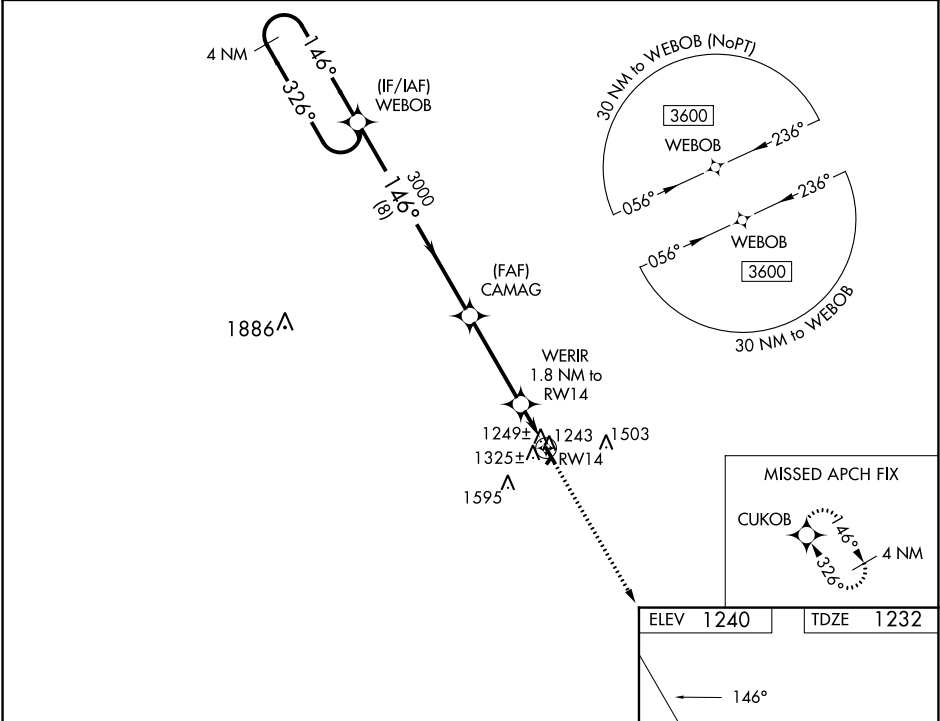 4 NM
146°
326°
(IF/IAF)
WEBOB
3000
146°
(8)
(FAF)
CAMAG
1886
WERIR
1.8 NM to
RW14
1249±
1243
1503
1325±
RW14
1595
30 NM to WEBOB (NoPT)
3600
WEBOB
236°
056°
236°
056°
WEBOB
3600
30 NM to WEBOB
MISSED APCH FIX
CUKOB
146°
4 NM
326°
ELEV 1240
TDZE 1232
146°